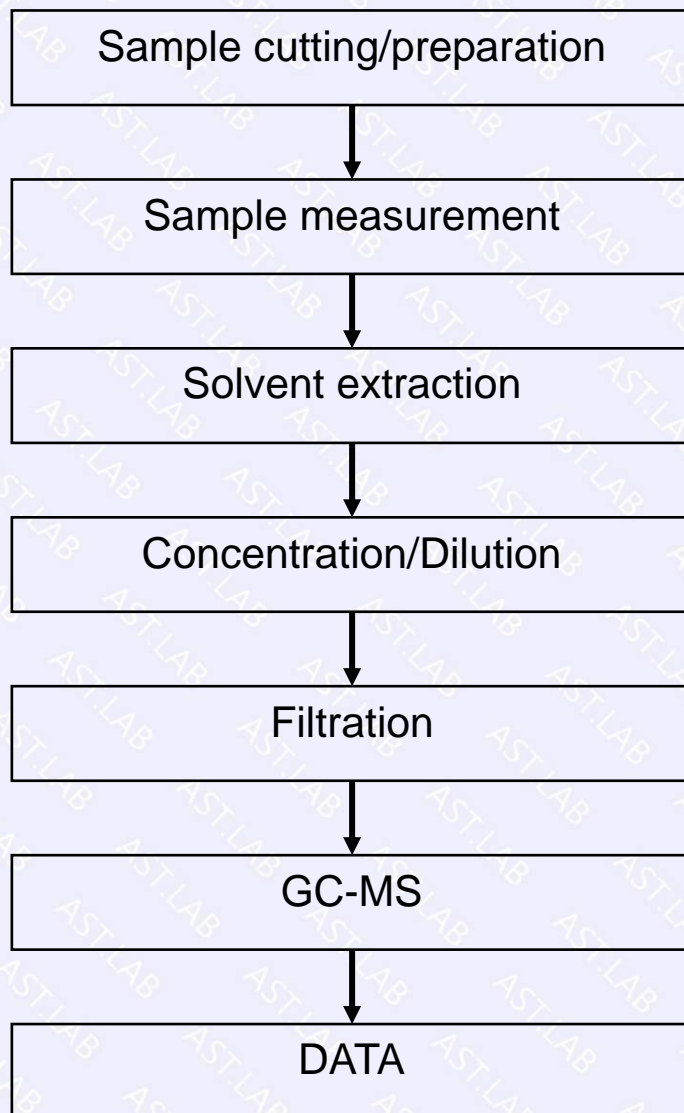 Sample cutting/preparation
Sample measurement
Solvent extraction
Concentration/Dilution
Filtration
GC-MS
DATA